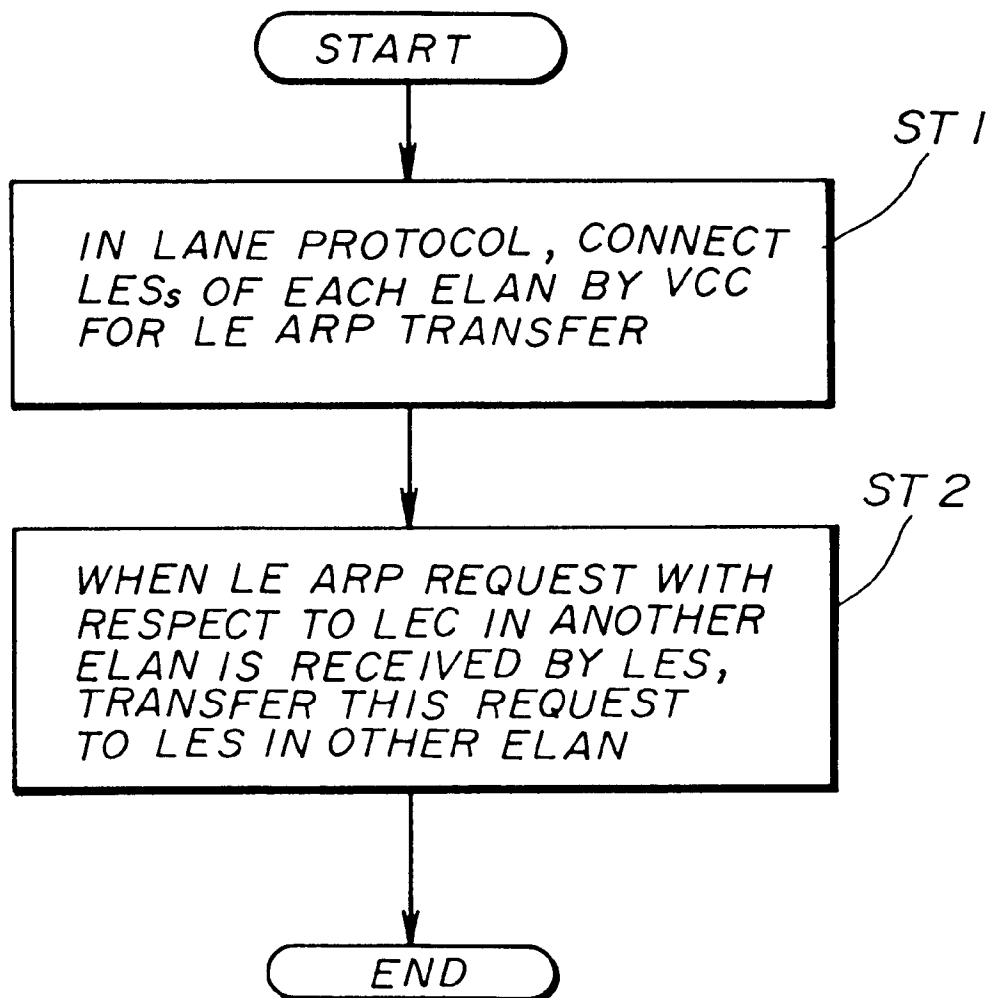 START
ST 1
IN LANE PROTOCOL, CONNECT
LESs OF EACH ELAN BY VCC
FOR LE ARP TRANSFER
ST 2
WHEN LE ARP REQUEST WITH
RESPECT TO LEC IN ANOTHER
ELAN IS RECEIVED BY LES,
TRANSFER THIS REQUEST
TO LES IN OTHER ELAN
END